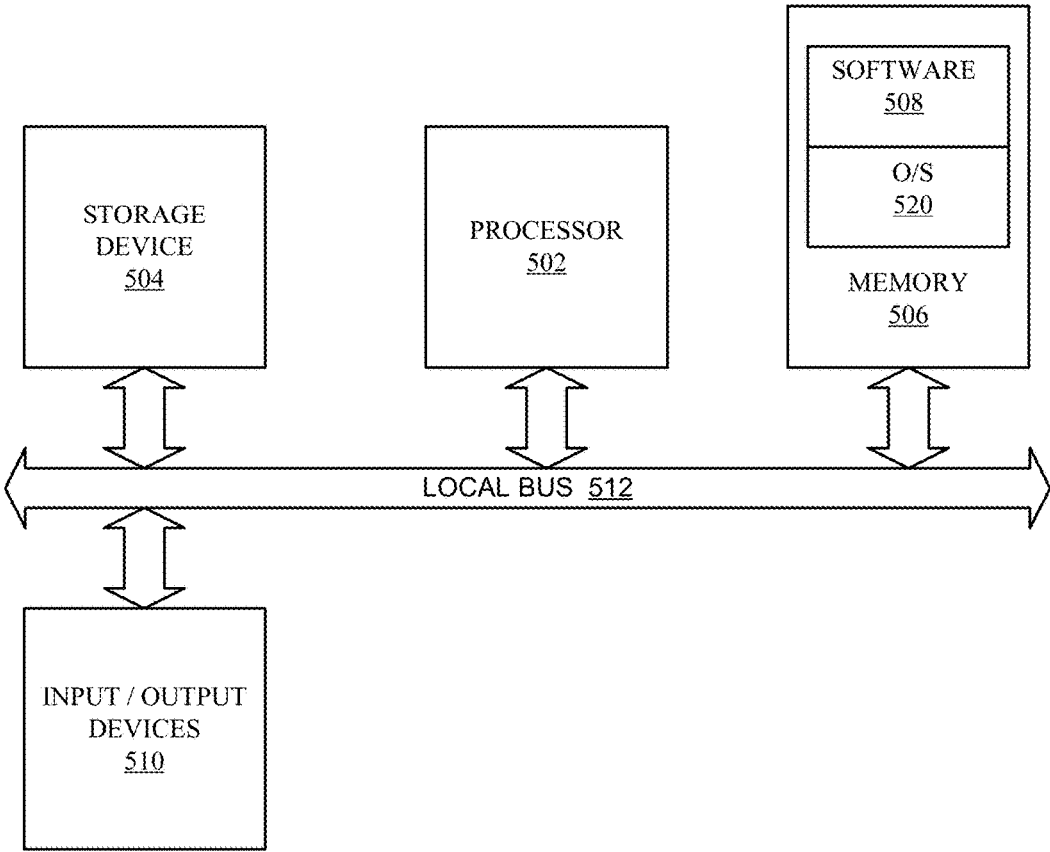 SOFTWARE
508
O/S
520
MEMORY
506
STORAGE
DEVICE
504
PROCESSOR
502
LOCAL BUS 512
INPUT / OUTPUT
DEVICES
510